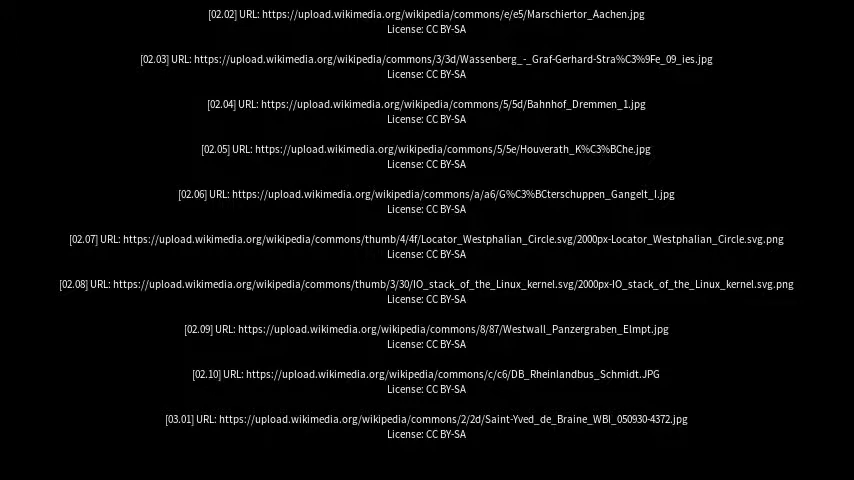 [02.02] URL: https://upload.wikimedia.org/wikipedia/commons/e/e5/Marschiertor_Aachen.jpg
License: CC BY-SA
[02.03] URL: https://upload.wikimedia.org/wikipedia/commons/3/3d/Wassenberg_-_Graf-Gerhard-Stra%C3%9Fe_09_ies.jpg
License: CC BY-SA
[02.04] URL: https://upload.wikimedia.org/wikipedia/commons/5/5d/Bahnhof_Dremmen_1.jpg
License: CC BY-SA
[02.05] URL: https://upload.wikimedia.org/wikipedia/commons/5/5e/Houverath_K%C3%BChe.jpg
License: CC BY-SA
[02.06] URL: https://upload.wikimedia.org/wikipedia/commons/a/a6/G%C3%BCterschuppen_Gangelt_I.jpg
License: CC BY-SA
[02.07] URL: https://upload.wikimedia.org/wikipedia/commons/thumb/4/4f/Locator_Westphalian_Circle.svg/2000px-Locator_Westphalian_Circle.svg.png
License: CC BY-SA
[02.08] URL: https://upload.wikimedia.org/wikipedia/commons/thumb/3/30/IO_stack_of_the_Linux_kernel.svg/2000px-IO_stack_of_the_Linux_kernel.svg.png
License: CC BY-SA
[02.09] URL: https://upload.wikimedia.org/wikipedia/commons/8/87/Westwall_Panzergraben_Elmpt.jpg
License: CC BY-SA
[02.10] URL: https://upload.wikimedia.org/wikipedia/commons/c/c6/DB_Rheinlandbus_Schmidt.JPG
License: CC BY-SA
[03.01] URL: https://upload.wikimedia.org/wikipedia/commons/2/2d/Saint-Yved_de_Braine_WBI_050930-4372.jpg
License: CC BY-SA